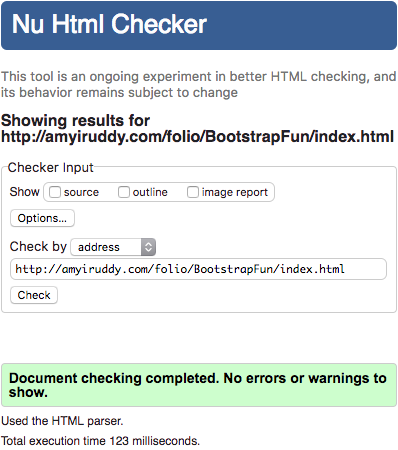 Nu Html Checker
This tool is an ongoing experiment in better HTML checking, and
its behavior remains subject to change
Showing results for
http://amyiruddy.com/folio/BootstrapFun/index.html
Checker Input
Show source outline image report
Options...
Check by address
http://amyiruddy.com/folio/BootstrapFun/index.html
Check
Document checking completed. No errors or warnings to
show.
Used the HTML parser.
Total execution time 123 milliseconds.